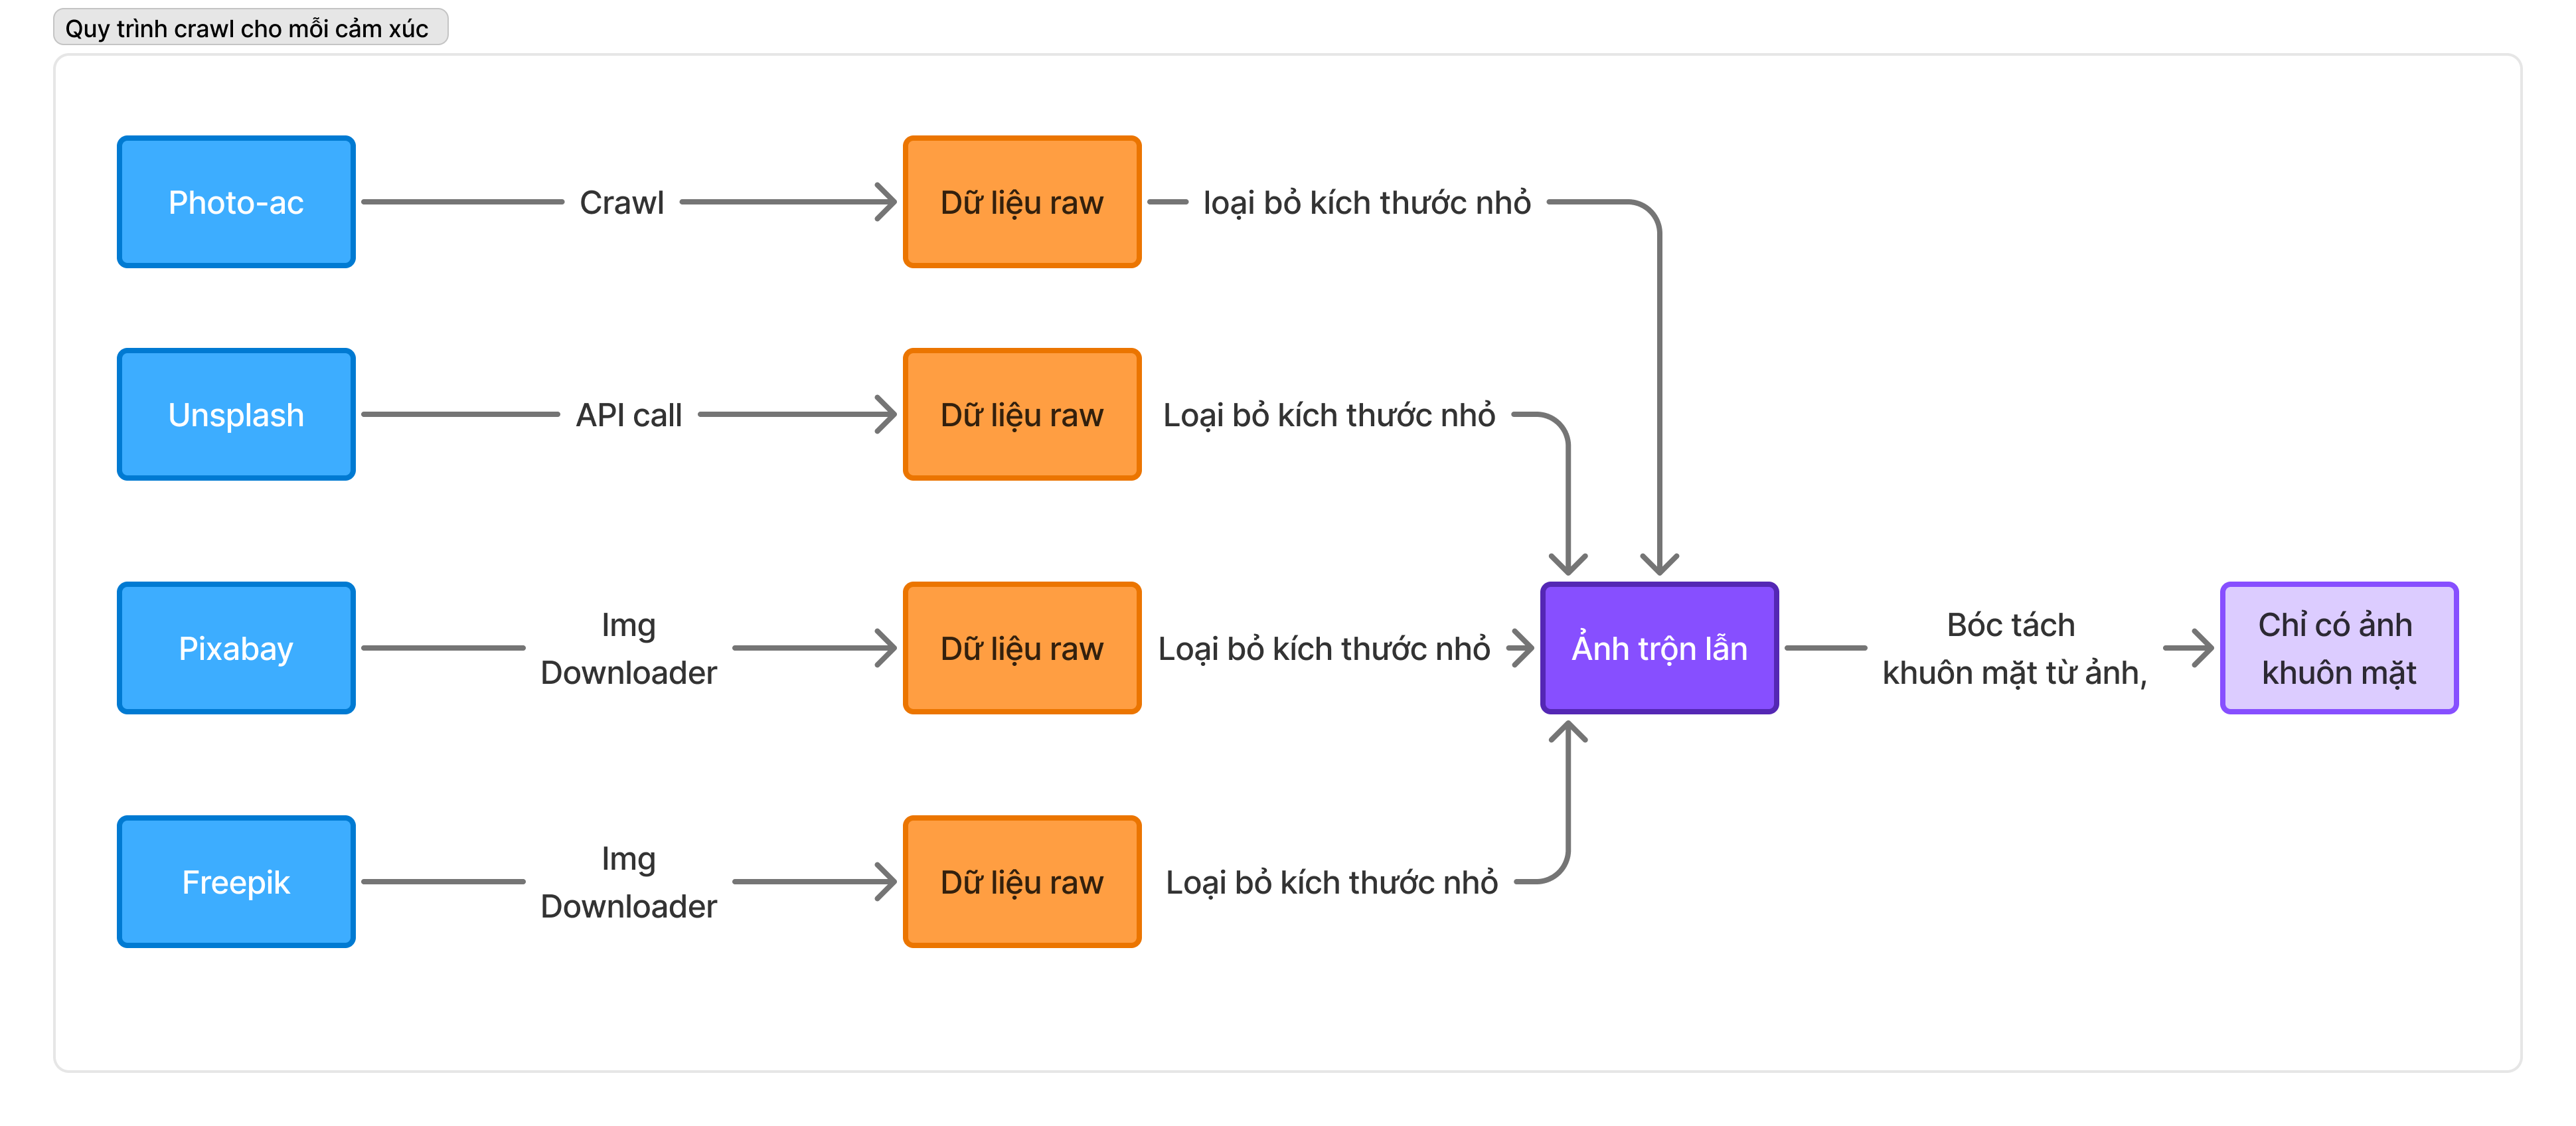 Quy trình crawl cho mỗi cảm xúc
Photo-ac
Crawl
Dữ liệu raw
loại bỏ kích thước nhỏ
Unsplash
API call
Dữ liệu raw
Loại bỏ kích thước nhỏ
Pixabay
Img
Downloader
Dữ liệu raw
Loại bỏ kích thước nhỏ
Ảnh trộn lẫn
Bóc tách
khuôn mặt từ ảnh,
Chỉ có ảnh
khuôn mặt
Freepik
Img
Downloader
Dữ liệu raw
Loại bỏ kích thước nhỏ